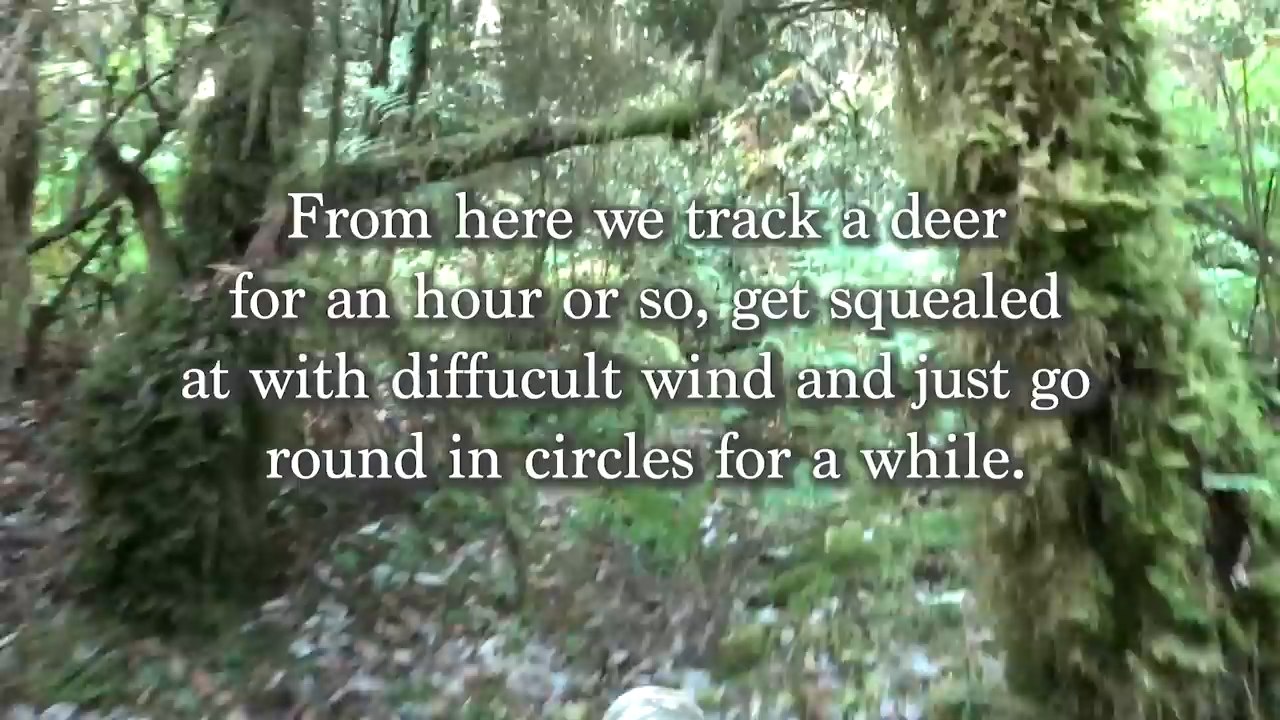 From here we track a deer
for an hour or so, get squealed
at with diffucult wind and just go
round in circles for a while.